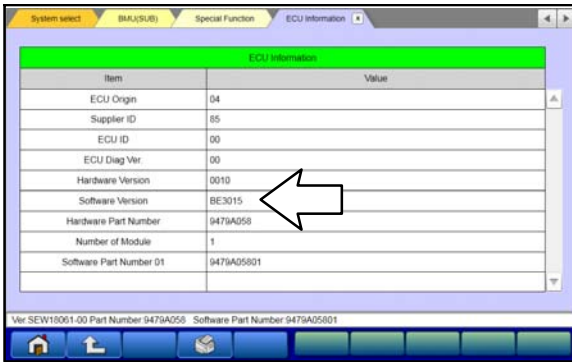 System select BMU(SUB) Special Function ECU Information
ECU Information
Item Value
ECU Origin 04
Supplier ID 85
ECU ID 00
ECU Diag Ver. 00
Hardware Version 0010
Software Version BE3015
Hardware Part Number 9479A058
Number of Module 1
Software Part Number 01 9479A05801
Ver.SEW18061-00 Part Number:9479A058 Software Part Number:9479A05801